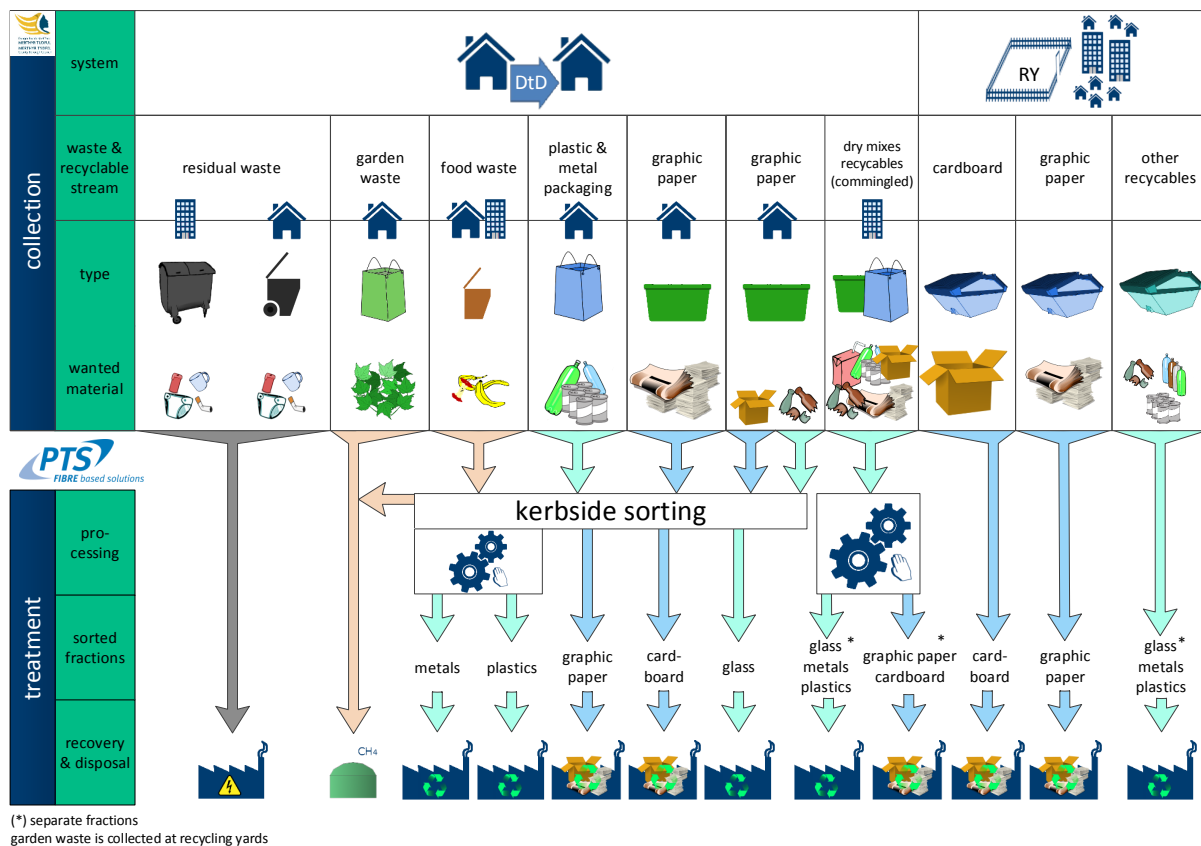 system
DtD
RY
waste &
recyclable
stream
residual waste
garden
waste
food waste
plastic &
metal
packaging
graphic
paper
graphic
paper
dry mixes
recycables
(commingled)
cardboard
graphic
paper
other
recycables
collection
type
wanted
material
PTS
FIBRE based solutions
kerbside sorting
treatment
pro-
cessing
sorted
fractions
metals
plastics
graphic
paper
card-
board
glass
glass *
metals
plastics
*
graphic paper
cardboard
card-
board
graphic
paper
glass*
metals
plastics
recovery
& disposal
CH4
(*) separate fractions
garden waste is collected at recycling yards